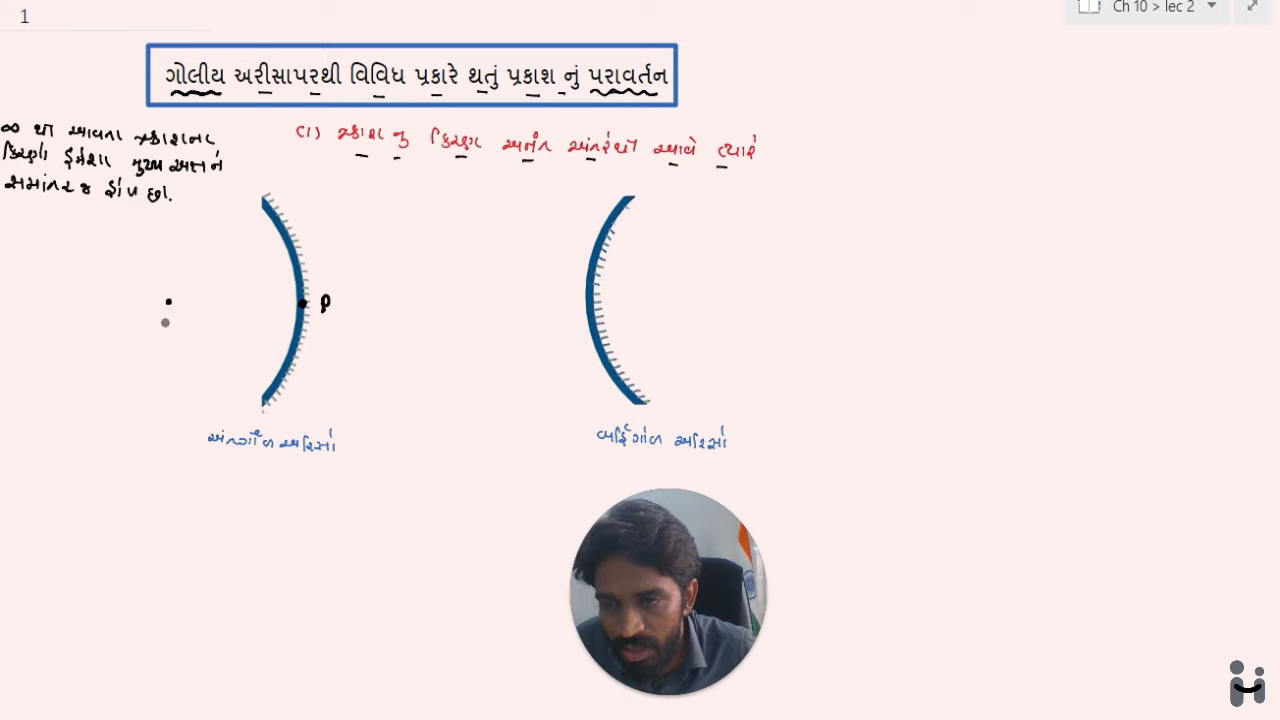 1
Ch 10 > lec 2
ગોલીય અરીસાપરથી વિવિધ પ્રકારે થતું પ્રકાશ નું પરાવર્તન
∞ થી આવતા પ્રકાશના
કિરણો હંમેશા મુખ્ય અક્ષને
સમાંતર જ હોય છે.
(1) પ્રકાશ નું કિરણ અનંત અંતરેથી આવે ત્યારે
P
અંતર્ગોળ અરિસો
બહિર્ગોળ અરિસો